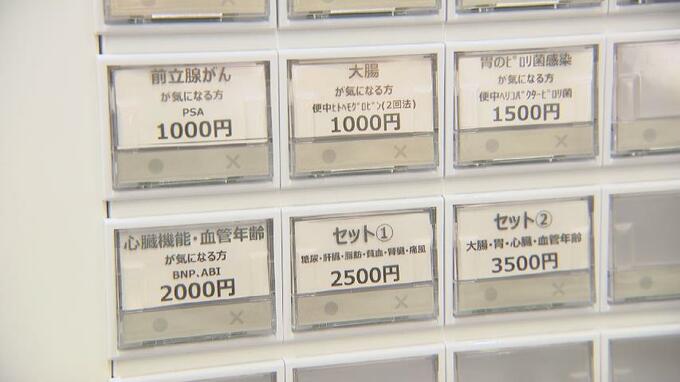 前立腺がん
が気になる方
PSA
1000円
大腸
が気になる方
便中ﾋﾄﾍﾓｸﾞﾛﾋﾞﾝ(2回法)
1000円
胃のﾋﾟﾛﾘ菌感染
が気になる方
便中ﾍﾘｺﾊﾞｸﾀｰﾋﾟﾛﾘ菌
1500円
心臓機能・血管年齢
が気になる方
BNP.ABI
2000円
セット①
糖尿・肝臓・脂肪・貧血・腎臓・痛風
2500円
セット②
大腸・胃・心臓・血管年齢
3500円